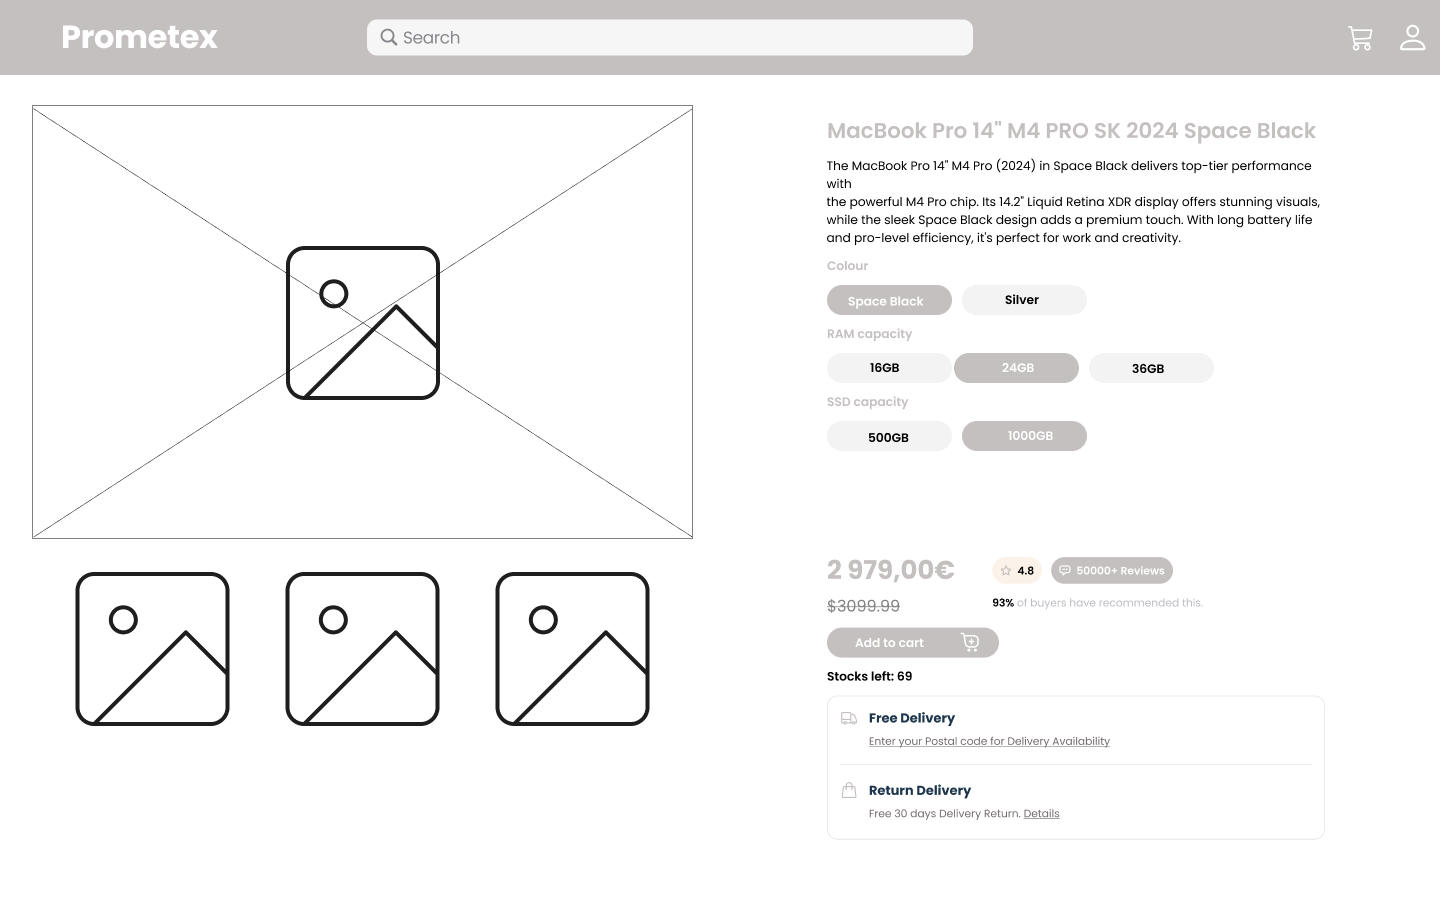 Prometex
Search
MacBook Pro 14" M4 PRO SK 2024 Space Black
The MacBook Pro 14" M4 Pro (2024) in Space Black delivers top-tier performance
with
the powerful M4 Pro chip. Its 14.2" Liquid Retina XDR display offers stunning visuals,
while the sleek Space Black design adds a premium touch. With long battery life
and pro-level efficiency, it's perfect for work and creativity.
Colour
Space Black Silver
RAM capacity
16GB 24GB 36GB
SSD capacity
500GB 1000GB
2 979,00€ 4.8 50000+ Reviews
$3099.99 93% of buyers have recommended this.
Add to cart
Stocks left: 69
Free Delivery
Enter your Postal code for Delivery Availability
Return Delivery
Free 30 days Delivery Return. Details